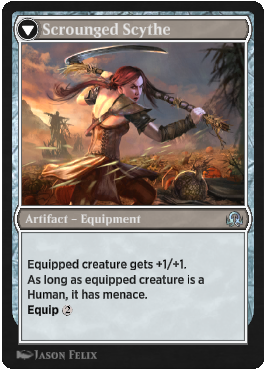 Scrounged Scythe
Artifact – Equipment
Equipped creature gets +1/+1.
As long as equipped creature is a
Human, it has menace.
Equip 2
Jason Felix